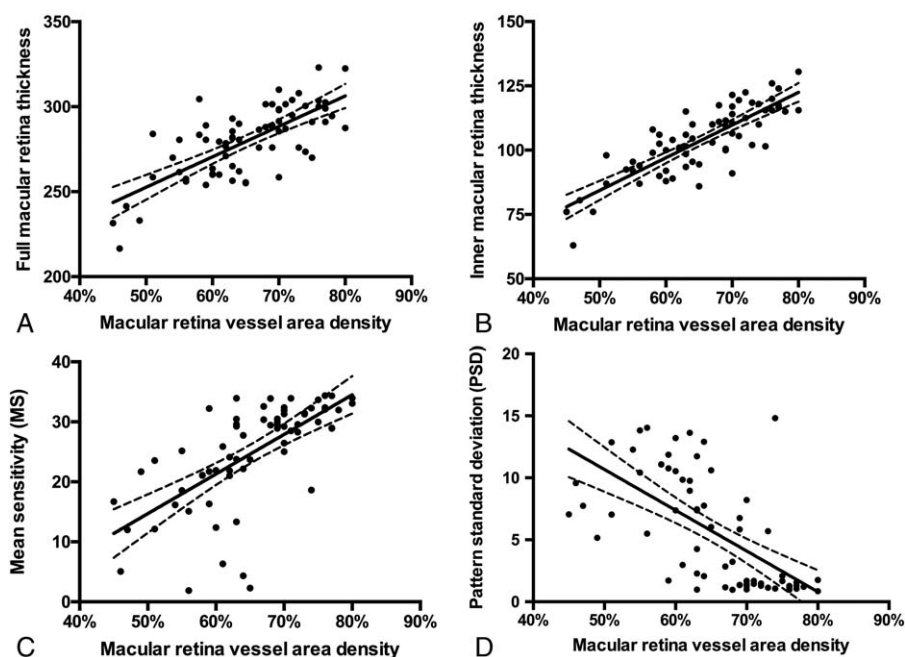 Full macular retina thickness
350
300
250
200
40% 50% 60% 70% 80% 90%
A
Macular retina vessel area density
Inner macular retina thickness
150
125
100
75
50
40% 50% 60% 70% 80% 90%
B
Macular retina vessel area density
Mean sensitivity (MS)
40
30
20
10
0
40% 50% 60% 70% 80% 90%
C
Macular retina vessel area density
Pattern standard deviation (PSD)
20
15
10
5
0
40% 50% 60% 70% 80% 90%
D
Macular retina vessel area density